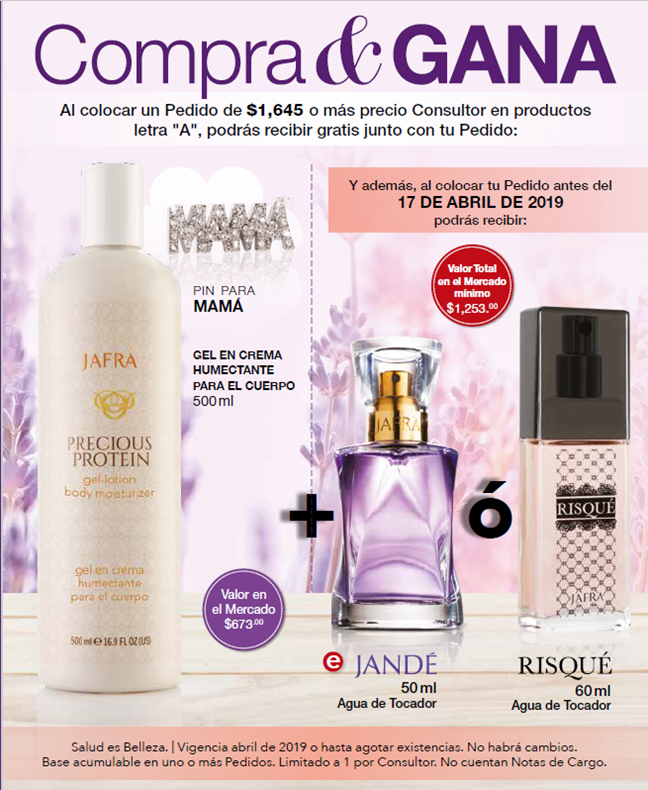 Compra & GANA
Al colocar un Pedido de $1,645 o más precio Consultor en productos
letra "A", podrás recibir gratis junto con tu Pedido:
Y además, al colocar tu Pedido antes del
17 DE ABRIL DE 2019
podrás recibir:
MAMÁ
MAMÁ
PIN PARA
MAMÁ
GEL EN CREMA
HUMECTANTE
PARA EL CUERPO
500 ml
JAFRA
PRECIOUS
PROTEIN
gel-lotion
body moisturizer
gel en crema
humectante
para el cuerpo
500 ml e 16.9 FL OZ (US)
Valor en
el Mercado
$673.00
Valor Total
en el Mercado
mínimo
$1,253.00
JAFRA
+
ó
RISQUÉ
JAFRA
e JANDÉ
50 ml
Agua de Tocador
RISQUÉ
60 ml
Agua de Tocador
Salud es Belleza. | Vigencia abril de 2019 o hasta agotar existencias. No habrá cambios.
Base acumulable en uno o más Pedidos. Limitado a 1 por Consultor. No cuentan Notas de Cargo.